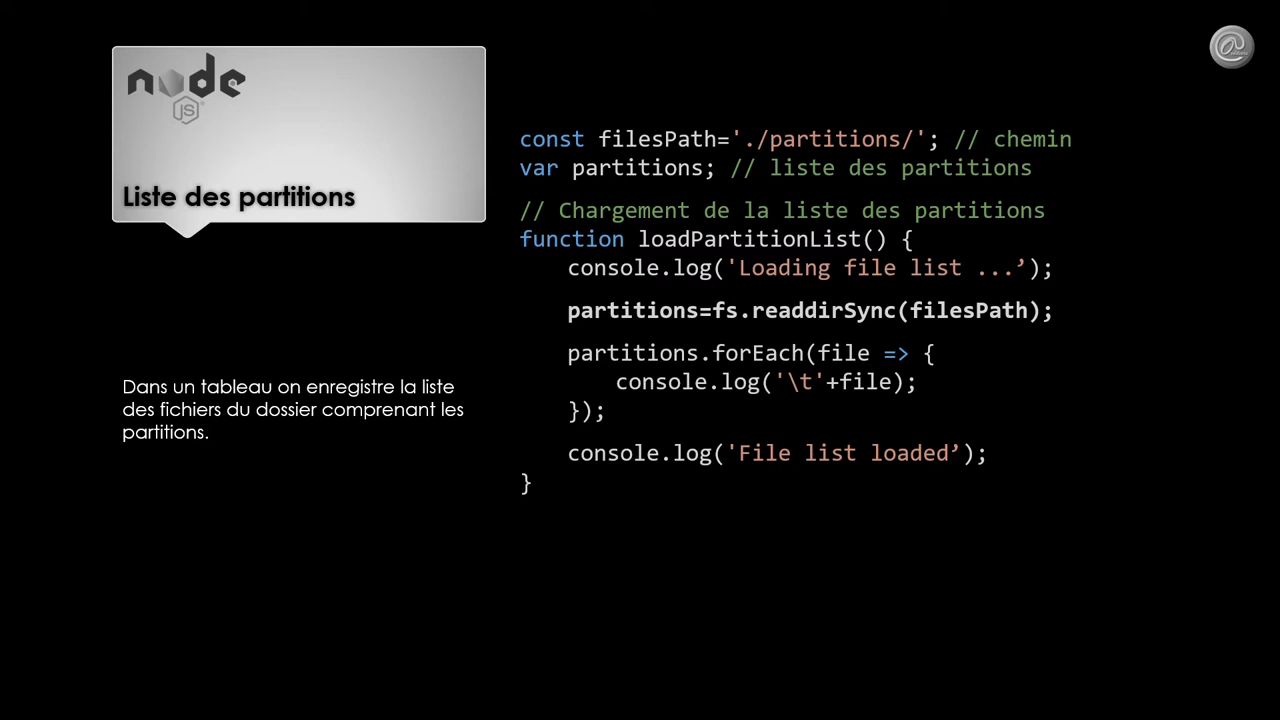 node
JS
Liste des partitions
Dans un tableau on enregistre la liste
des fichiers du dossier comprenant les
partitions.
const filesPath='./partitions/'; // chemin
var partitions; // liste des partitions
// Chargement de la liste des partitions
function loadPartitionList() {
console.log('Loading file list ...’);
partitions=fs.readdirSync(filesPath);
partitions.forEach(file => {
console.log('\t'+file);
});
console.log('File list loaded’);
}